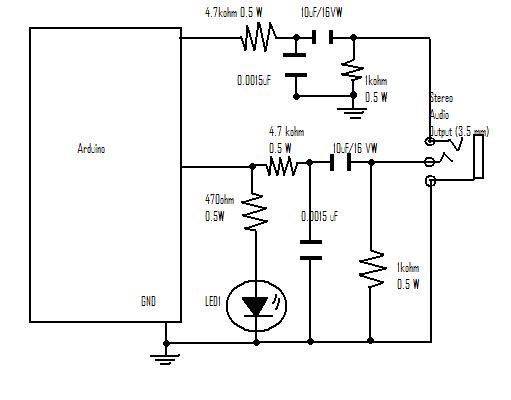 4.7kohm 0.5 W
10uF/16VW
0.0015uF
1kohm
0.5 W
Stereo
Audio
Output (3.5 mm)
Arduino
4.7 kohm
0.5 W
10uF/16 VW
470ohm
0.5W
0.0015 uF
1kohm
0.5 W
GND
LED1